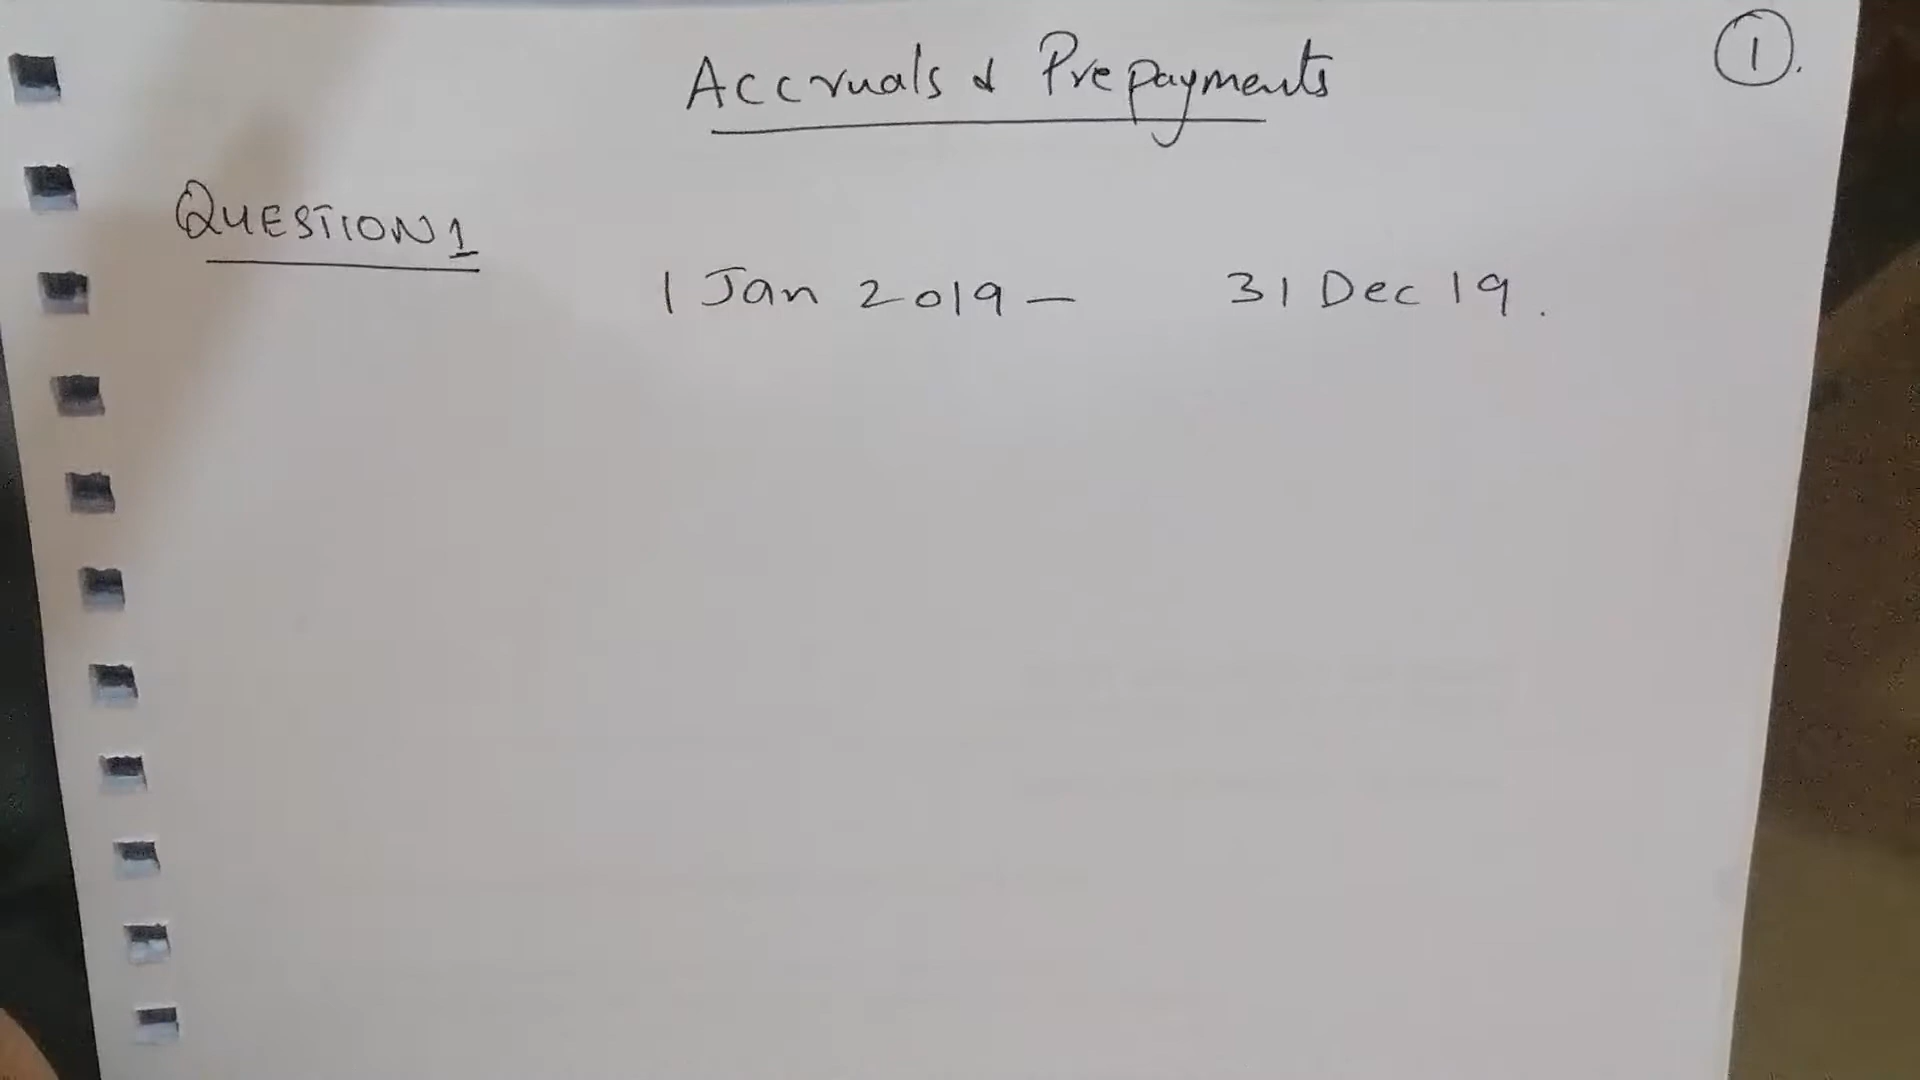 Accruals & Prepayments
1.
QUESTION 1
1 Jan 2019 — 31 Dec 19.